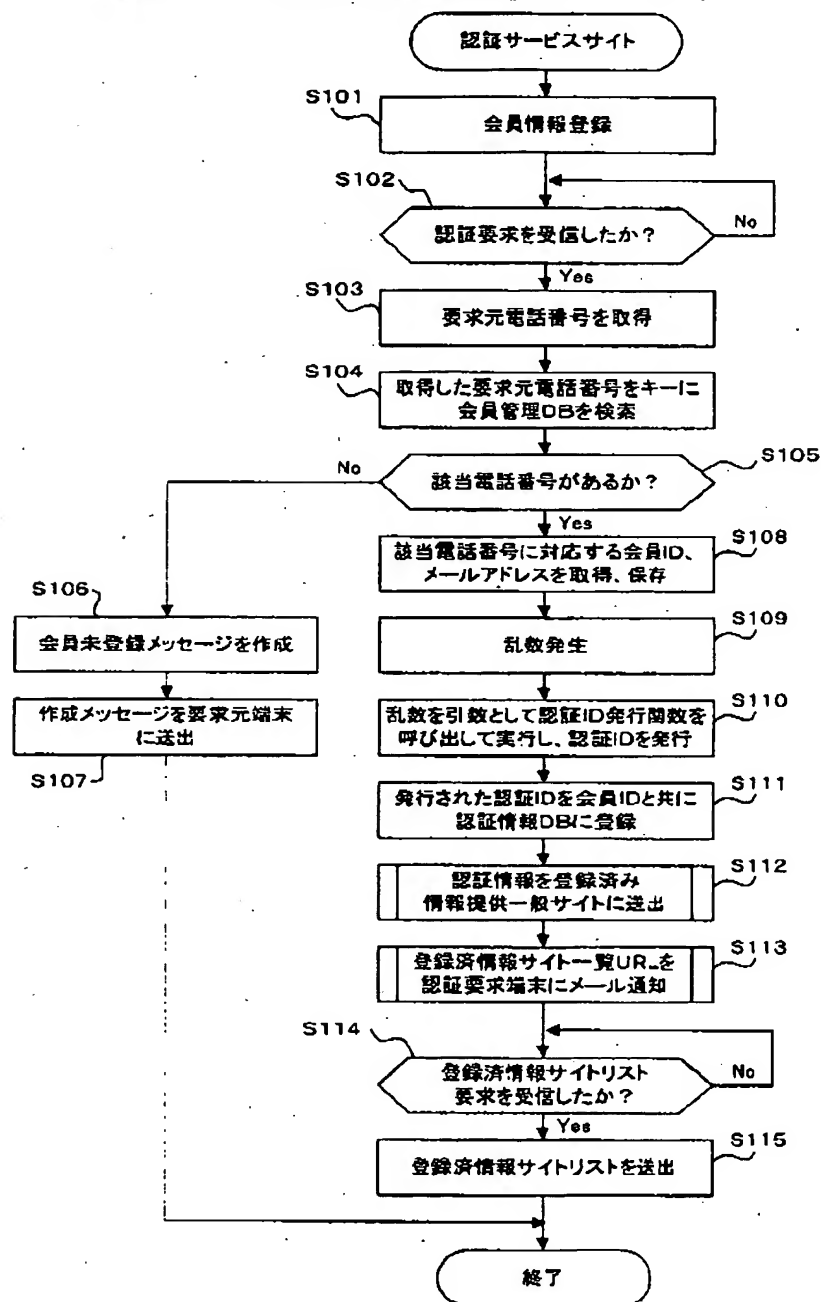 認証サービスサイト
S101
会員情報登録
S102
認証要求を受信したか?
No
Yes
S103
要求元電話番号を取得
S104
取得した要求元電話番号をキーに
会員管理DBを検索
S105
該当電話番号があるか?
No
Yes
S108
該当電話番号に対応する会員ID、
メールアドレスを取得、保存
S106
会員未登録メッセージを作成
S109
乱数発生
作成メッセージを要求元端末
に送出
S107
S110
乱数を引数として認証ID発行関数を
呼び出して実行し、認証IDを発行
S111
発行された認証IDを会員IDと共に
認証情報DBに登録
S112
認証情報を登録済み
情報提供一般サイトに送出
S113
登録済情報サイト一覧URLを
認証要求端末にメール通知
S114
登録済情報サイトリスト
要求を受信したか?
No
Yes
S115
登録済情報サイトリストを送出
終了